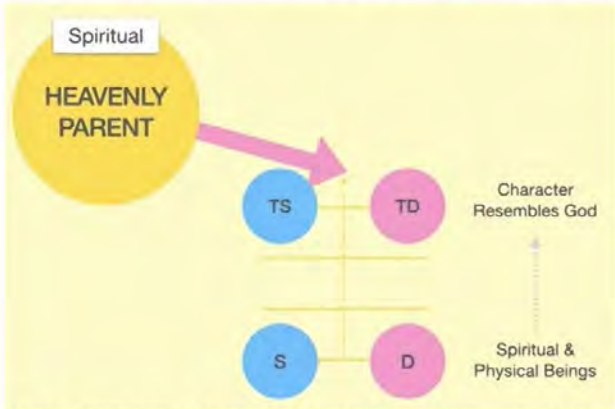 Spiritual
HEAVENLY
PARENT
TS
TD
Character
Resembles God
S
D
Spiritual &
Physical Beings